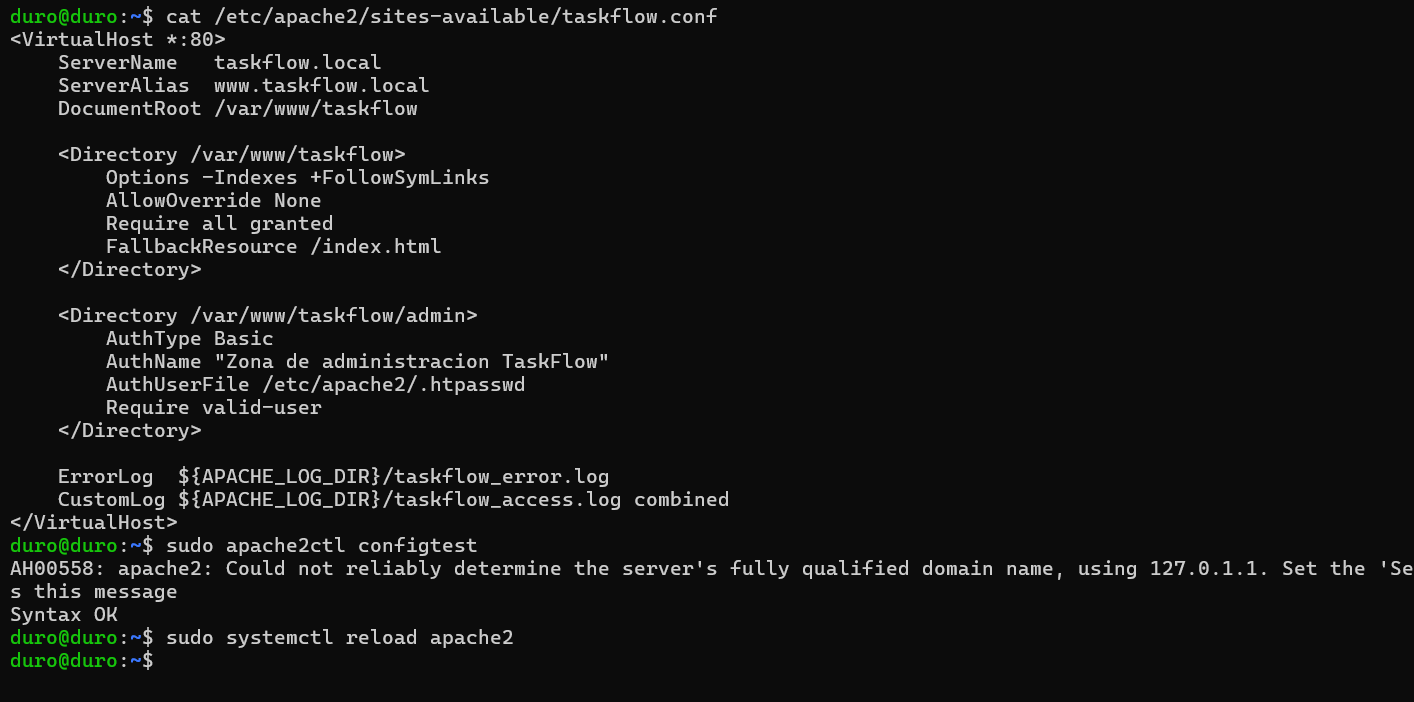 duro@duro:~$ cat /etc/apache2/sites-available/taskflow.conf
<VirtualHost *:80>
    ServerName   taskflow.local
    ServerAlias  www.taskflow.local
    DocumentRoot /var/www/taskflow

    <Directory /var/www/taskflow>
        Options -Indexes +FollowSymLinks
        AllowOverride None
        Require all granted
        FallbackResource /index.html
    </Directory>

    <Directory /var/www/taskflow/admin>
        AuthType Basic
        AuthName "Zona de administracion TaskFlow"
        AuthUserFile /etc/apache2/.htpasswd
        Require valid-user
    </Directory>

    ErrorLog  ${APACHE_LOG_DIR}/taskflow_error.log
    CustomLog ${APACHE_LOG_DIR}/taskflow_access.log combined
</VirtualHost>
duro@duro:~$ sudo apache2ctl configtest
AH00558: apache2: Could not reliably determine the server's fully qualified domain name, using 127.0.1.1. Set the 'Se
s this message
Syntax OK
duro@duro:~$ sudo systemctl reload apache2
duro@duro:~$